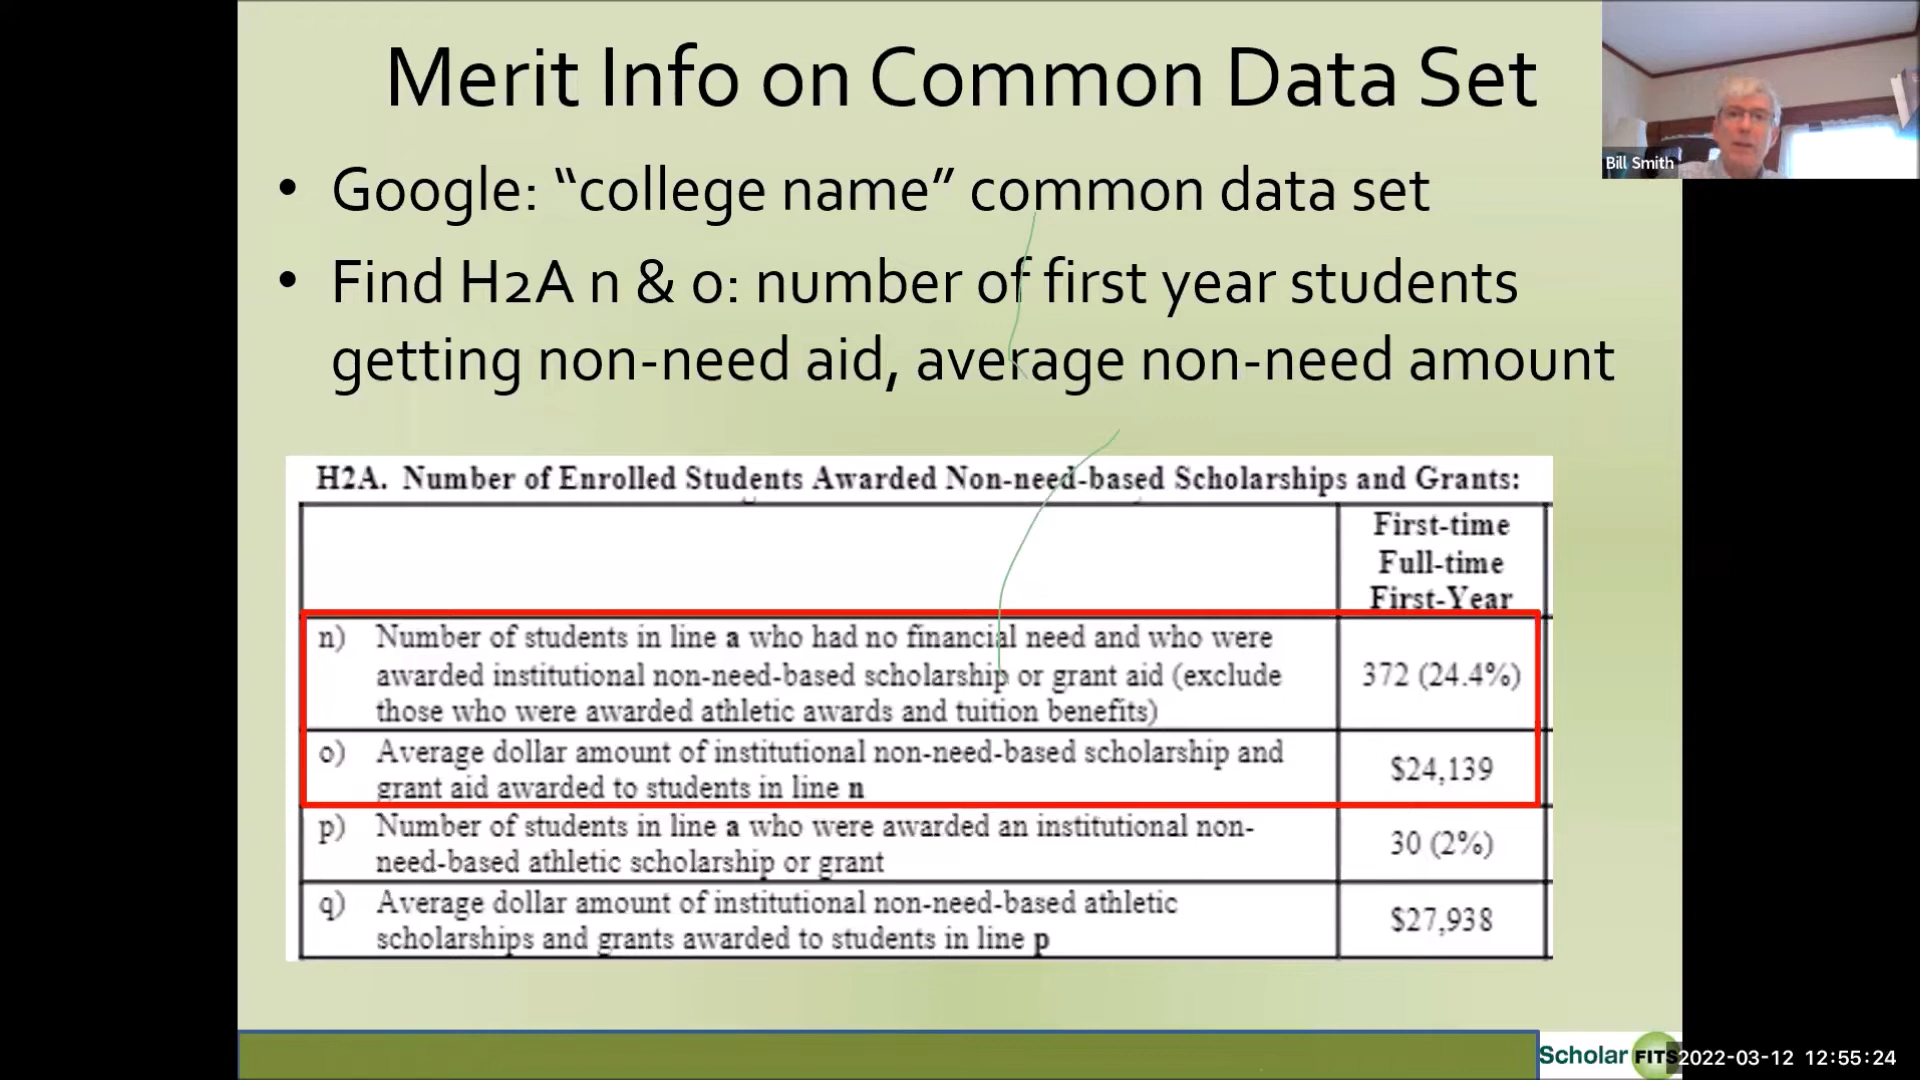 Merit Info on Common Data Set
Bill Smith
• Google: “college name” common data set
• Find H2A n & o: number of first year students
getting non-need aid, average non-need amount
H2A. Number of Enrolled Students Awarded Non-need-based Scholarships and Grants:
First-time
Full-time
First-Year
n) Number of students in line a who had no financial need and who were
awarded institutional non-need-based scholarship or grant aid (exclude
those who were awarded athletic awards and tuition benefits)
372 (24.4%)
o) Average dollar amount of institutional non-need-based scholarship and
grant aid awarded to students in line n
$24,139
p) Number of students in line a who were awarded an institutional non-
need-based athletic scholarship or grant
30 (2%)
q) Average dollar amount of institutional non-need-based athletic
scholarships and grants awarded to students in line p
$27,938
Scholar FITS
2022-03-12 12:55:24